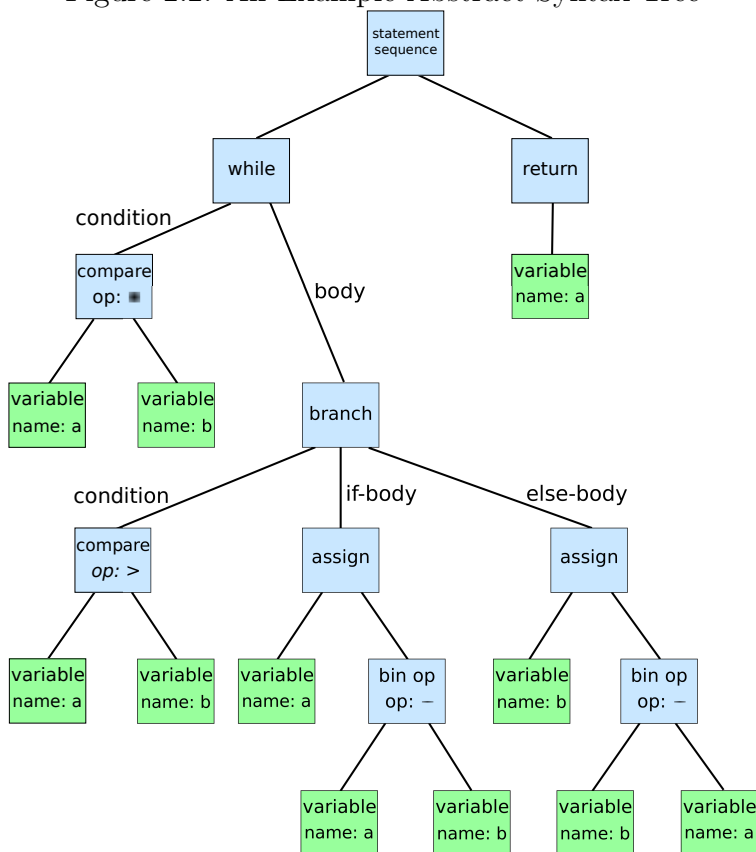 Figure 2.2: An Example Abstract Syntax Tree
statement
sequence
while
return
condition
compare
op:
body
variable
name: a
variable
name: a
variable
name: b
branch
condition
if-body
else-body
compare
op: >
assign
assign
variable
name: a
variable
name: b
variable
name: a
bin op
op: −
variable
name: b
bin op
op: −
variable
name: a
variable
name: b
variable
name: b
variable
name: a